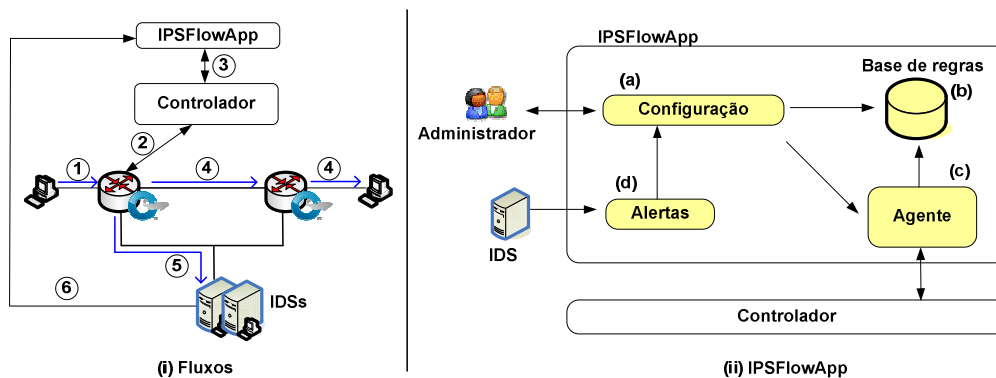 IPSFlowApp
3
Controlador
2
1
4
4
5
6
IDSs
(i) Fluxos
IPSFlowApp
Base de regras
(a)
(b)
Configuração
Administrador
(d)
(c)
Alertas
Agente
IDS
Controlador
(ii) IPSFlowApp